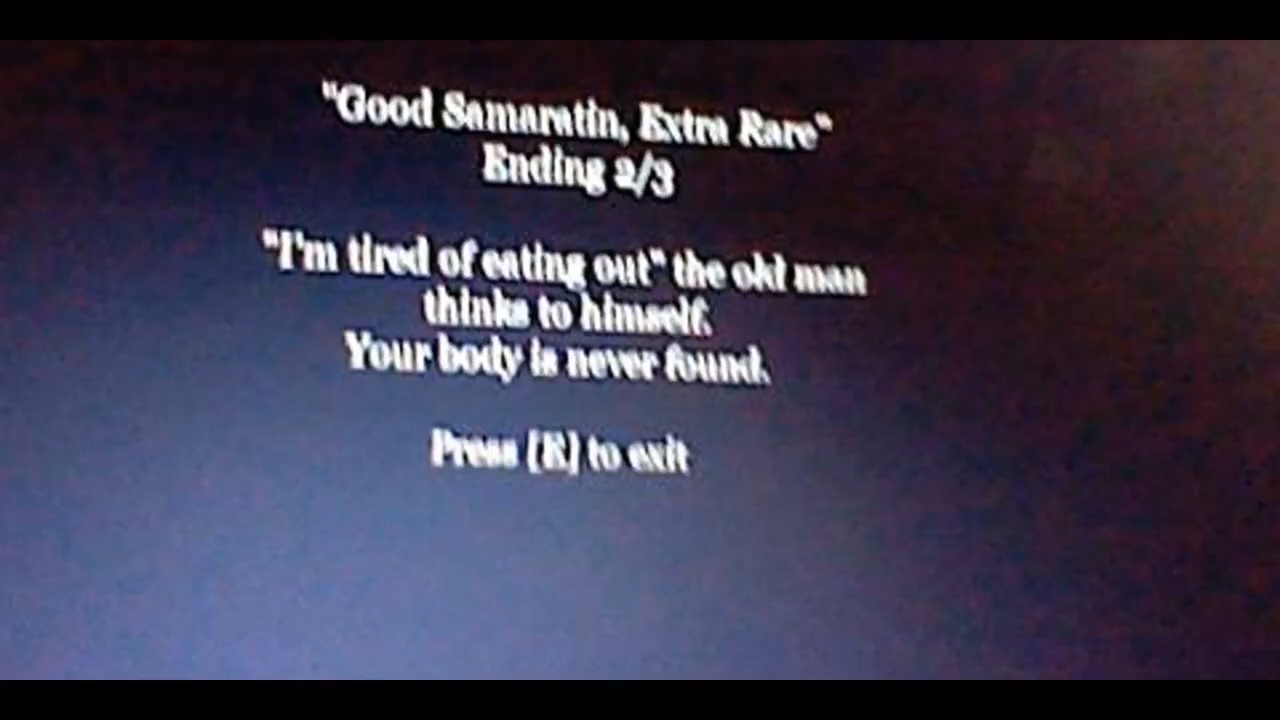 "Good Samaratin, Extra Rare"
Ending 2/3
"I'm tired of eating out" the old man
thinks to himself.
Your body is never found.
Press [E] to exit